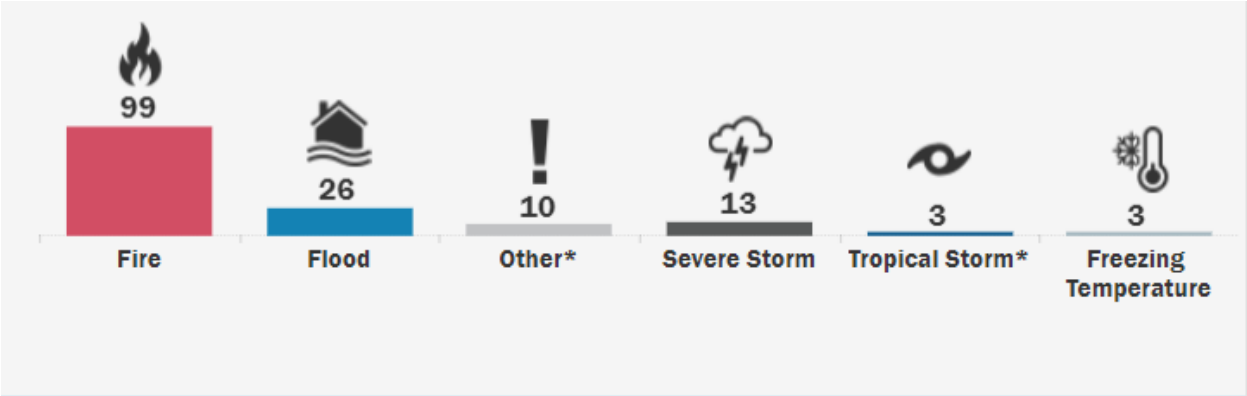 99
26
10
13
3
3
Fire
Flood
Other*
Severe Storm
Tropical Storm*
Freezing
Temperature